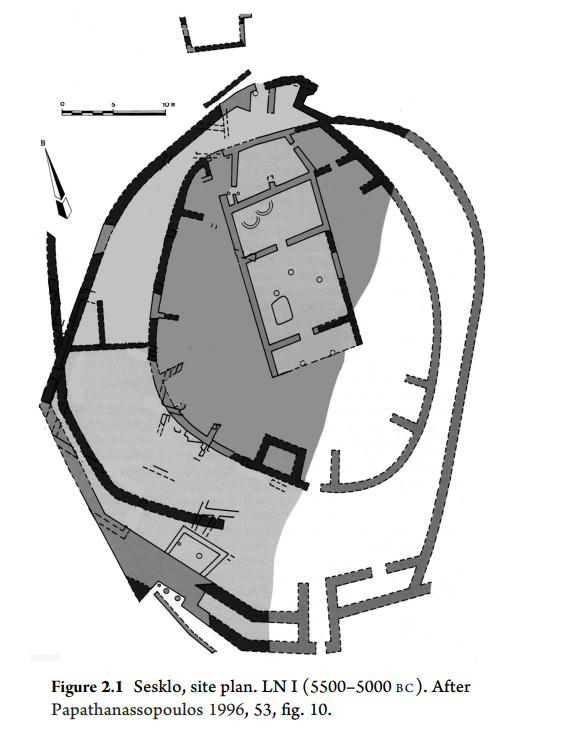 0 5 10 M
B
Figure 2.1 Sesklo, site plan. LN I (5500–5000 BC). After
Papathanassopoulos 1996, 53, fig. 10.